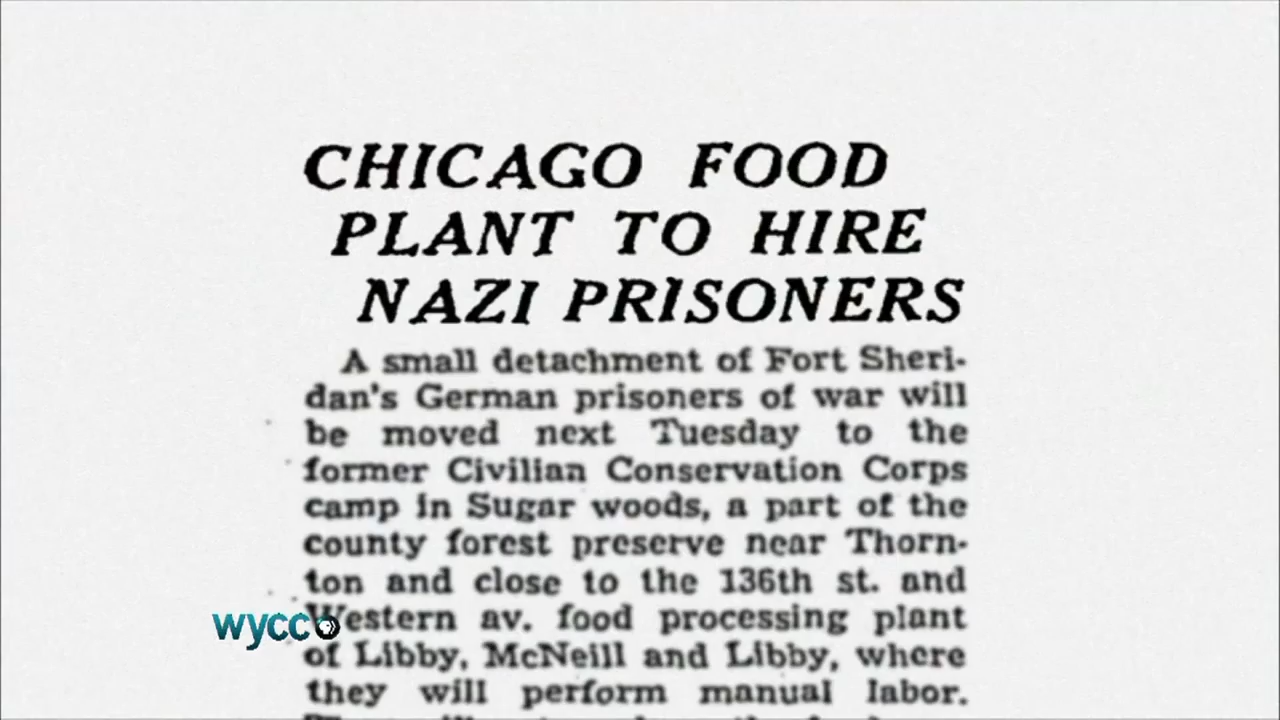 CHICAGO FOOD
PLANT TO HIRE
NAZI PRISONERS
A small detachment of Fort Sheri-
dan's German prisoners of war will
be moved next Tuesday to the
former Civilian Conservation Corps
camp in Sugar woods, a part of the
county forest preserve near Thorn-
ton and close to the 136th st. and
Western av. food processing plant
of Libby, McNeill and Libby, where
they will perform manual labor.
wycc